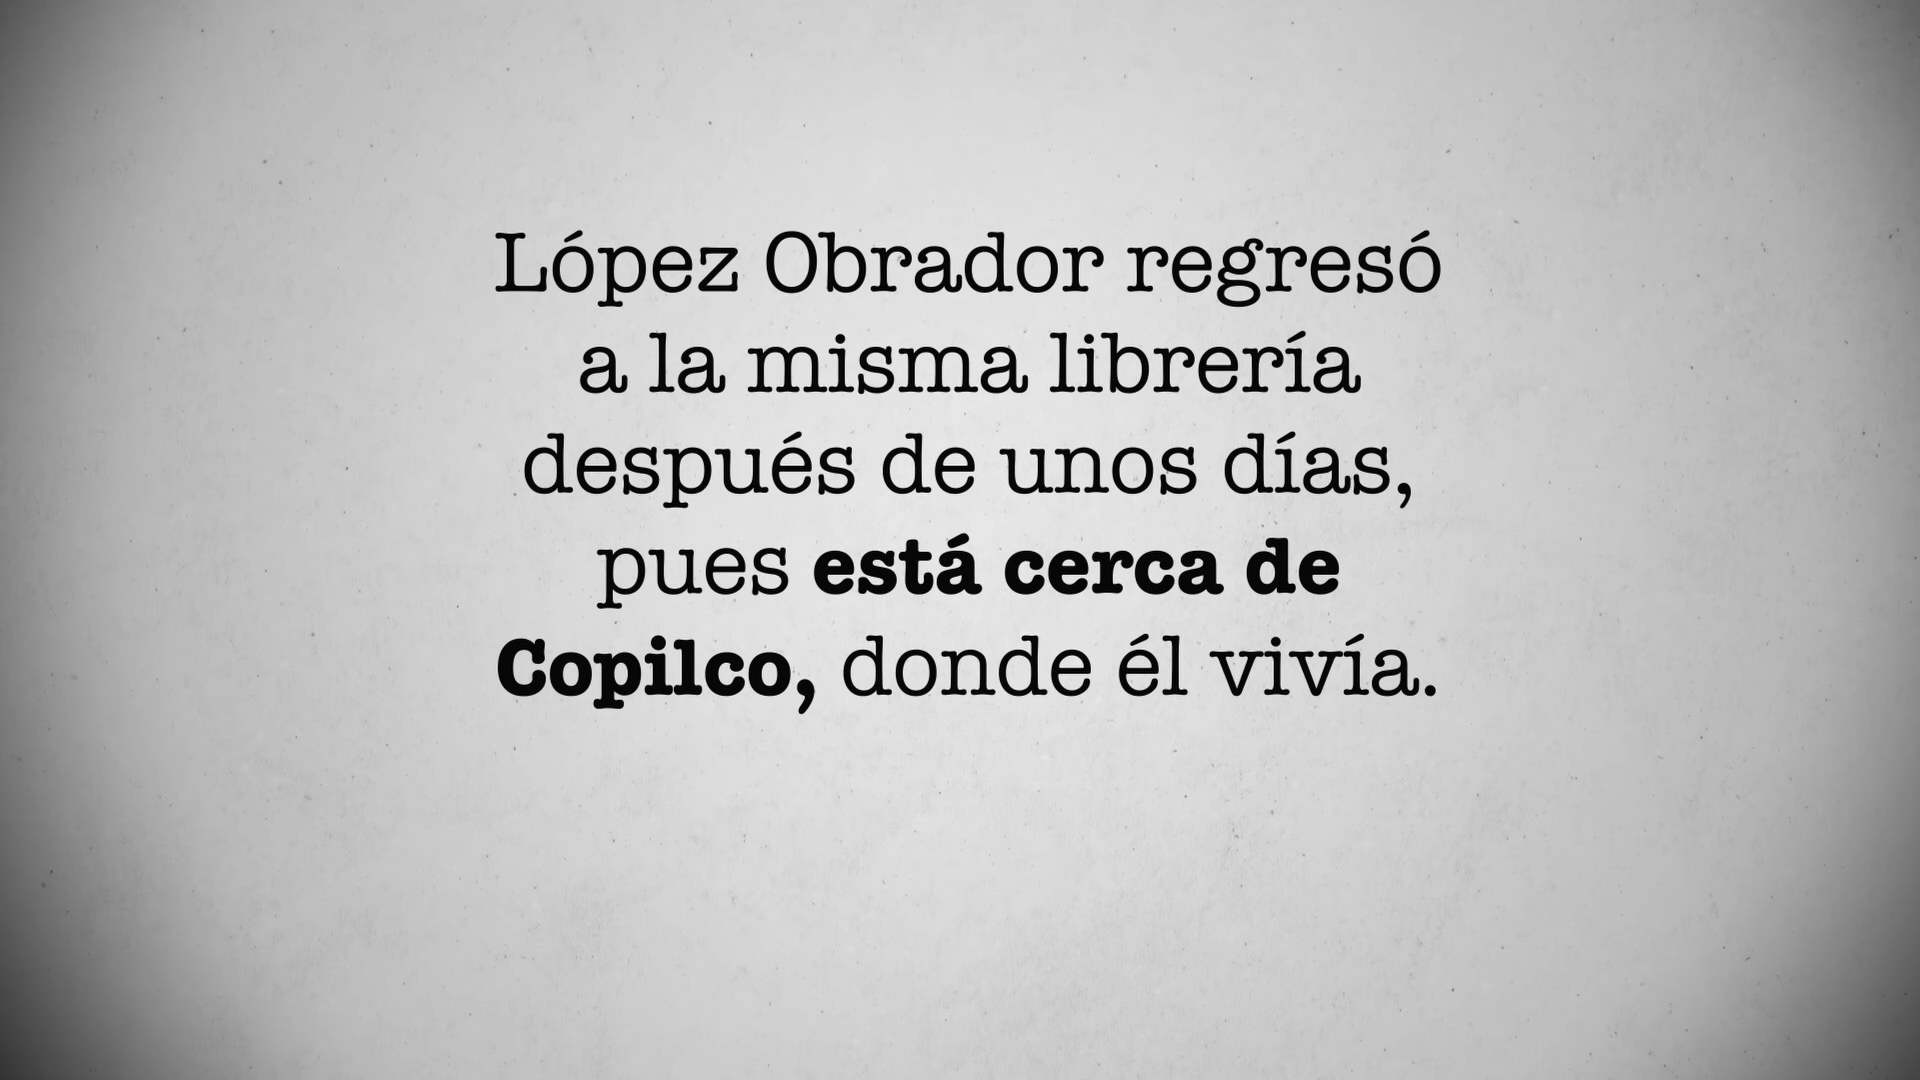 López Obrador regresó
a la misma librería
después de unos días,
pues está cerca de
Copilco, donde él vivía.